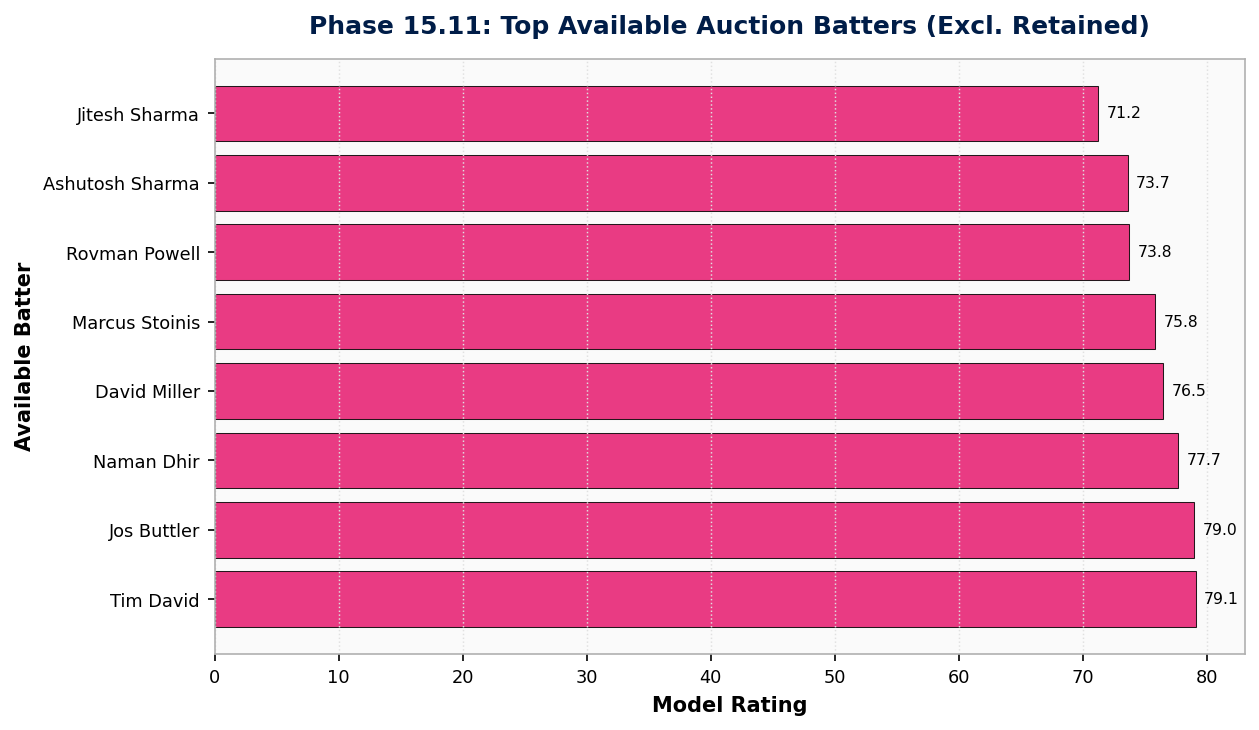 Phase 15.11: Top Available Auction Batters (Excl. Retained)
Available Batter
Jitesh Sharma 71.2
Ashutosh Sharma 73.7
Rovman Powell 73.8
Marcus Stoinis 75.8
David Miller 76.5
Naman Dhir 77.7
Jos Buttler 79.0
Tim David 79.1
0 10 20 30 40 50 60 70 80
Model Rating